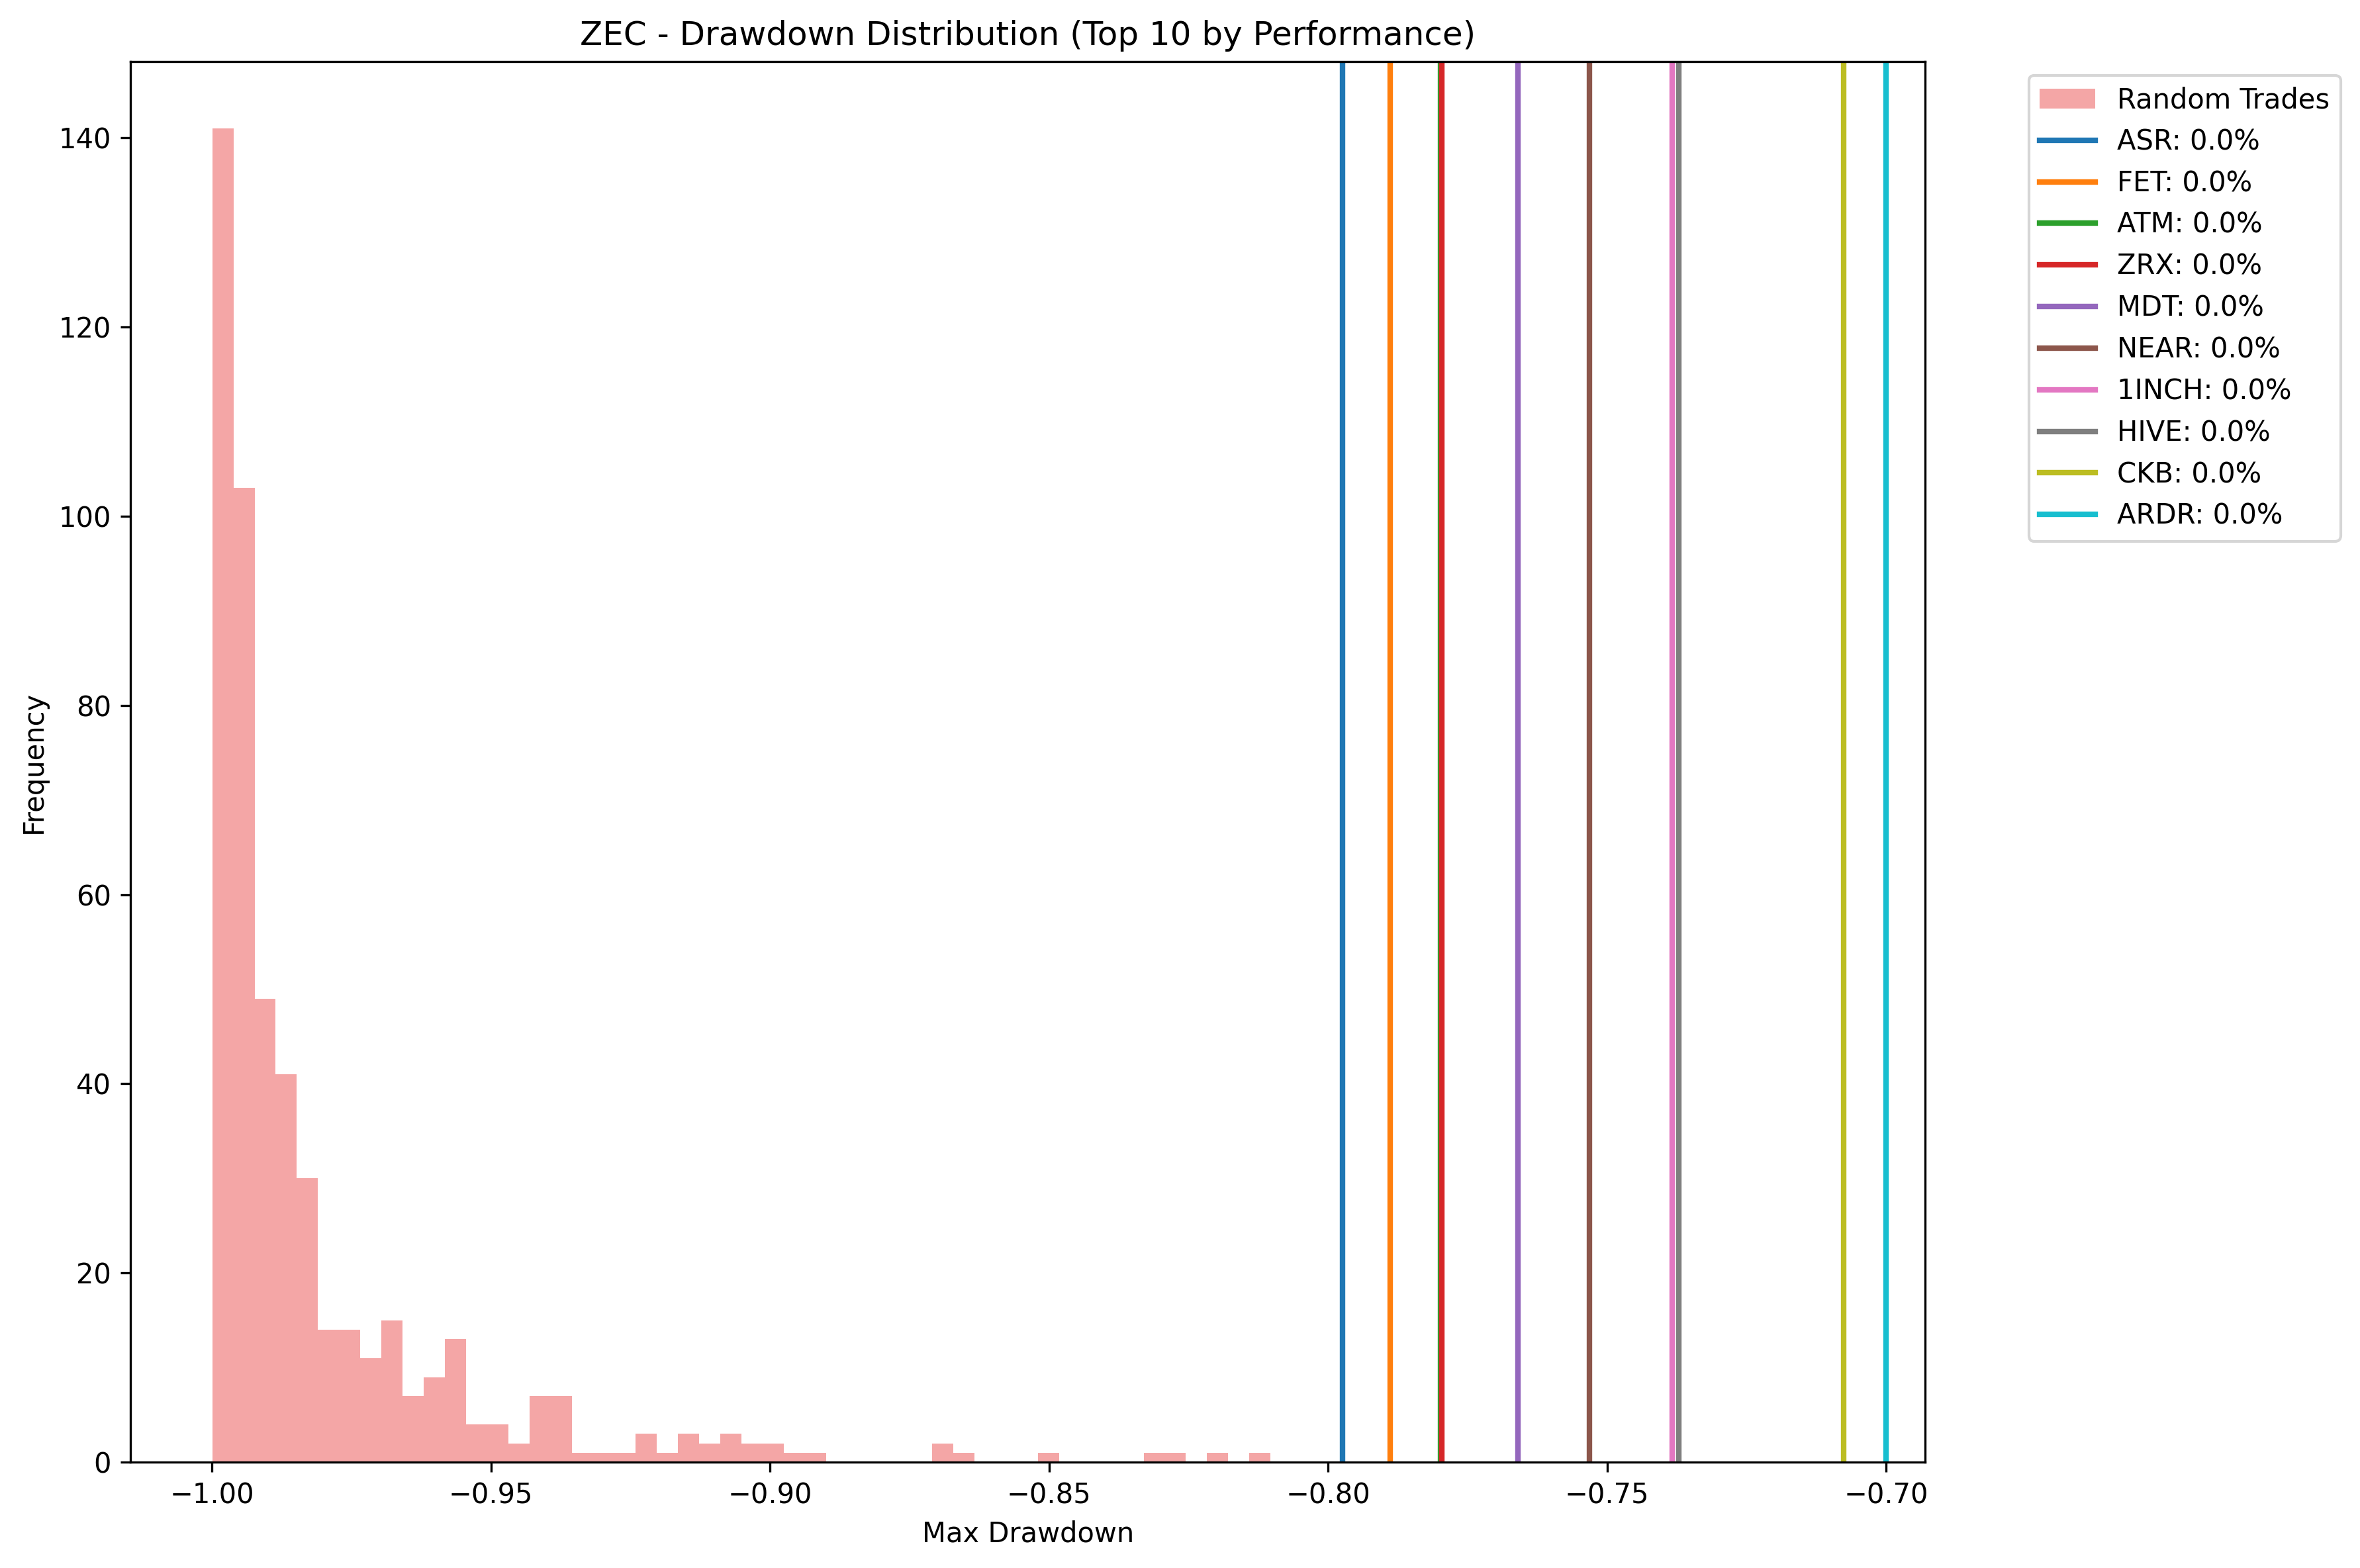 ZEC - Drawdown Distribution (Top 10 by Performance)
Frequency
140
120
100
80
60
40
20
0
−1.00
−0.95
−0.90
−0.85
−0.80
−0.75
−0.70
Max Drawdown
Random Trades
ASR: 0.0%
FET: 0.0%
ATM: 0.0%
ZRX: 0.0%
MDT: 0.0%
NEAR: 0.0%
1INCH: 0.0%
HIVE: 0.0%
CKB: 0.0%
ARDR: 0.0%